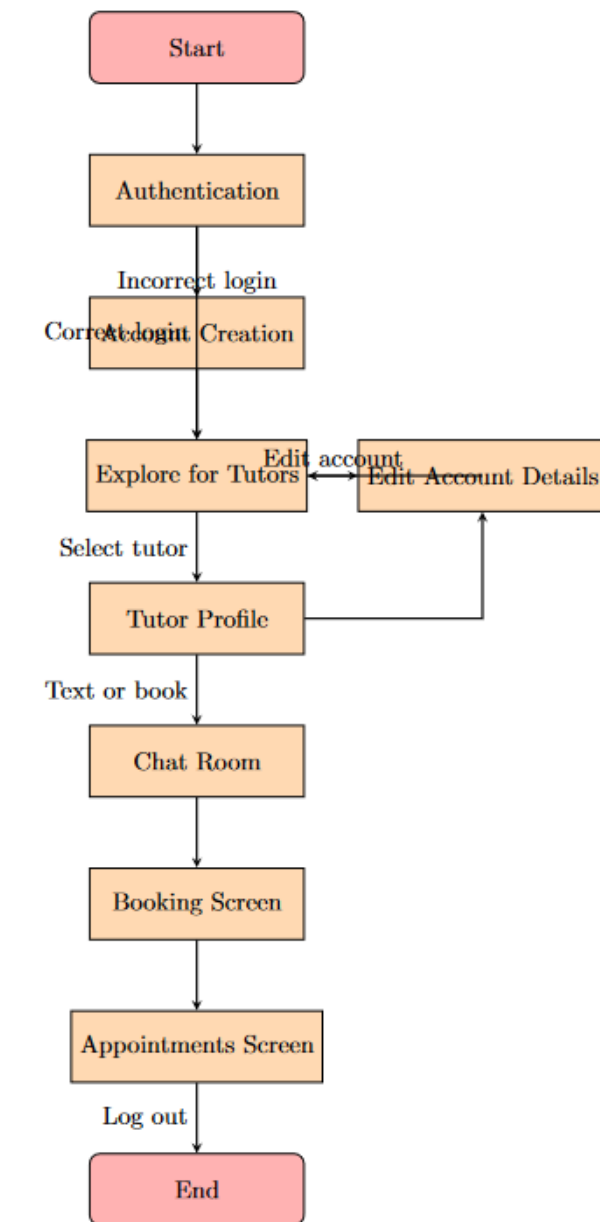 Start
Authentication
Incorrect login
Correct login
Account Creation
Edit account
Explore for Tutors
Edit Account Details
Select tutor
Tutor Profile
Text or book
Chat Room
Booking Screen
Appointments Screen
Log out
End